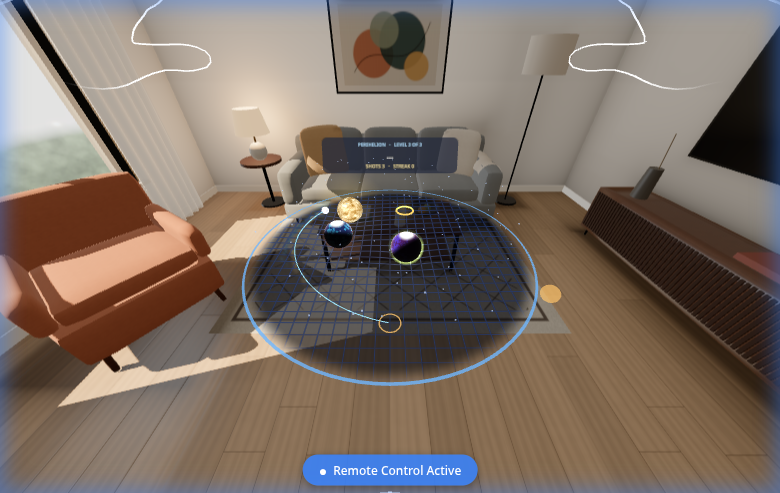 PERIHELION · LEVEL 3 OF 3
SHOTS 3 · STREAK 0
Remote Control Active